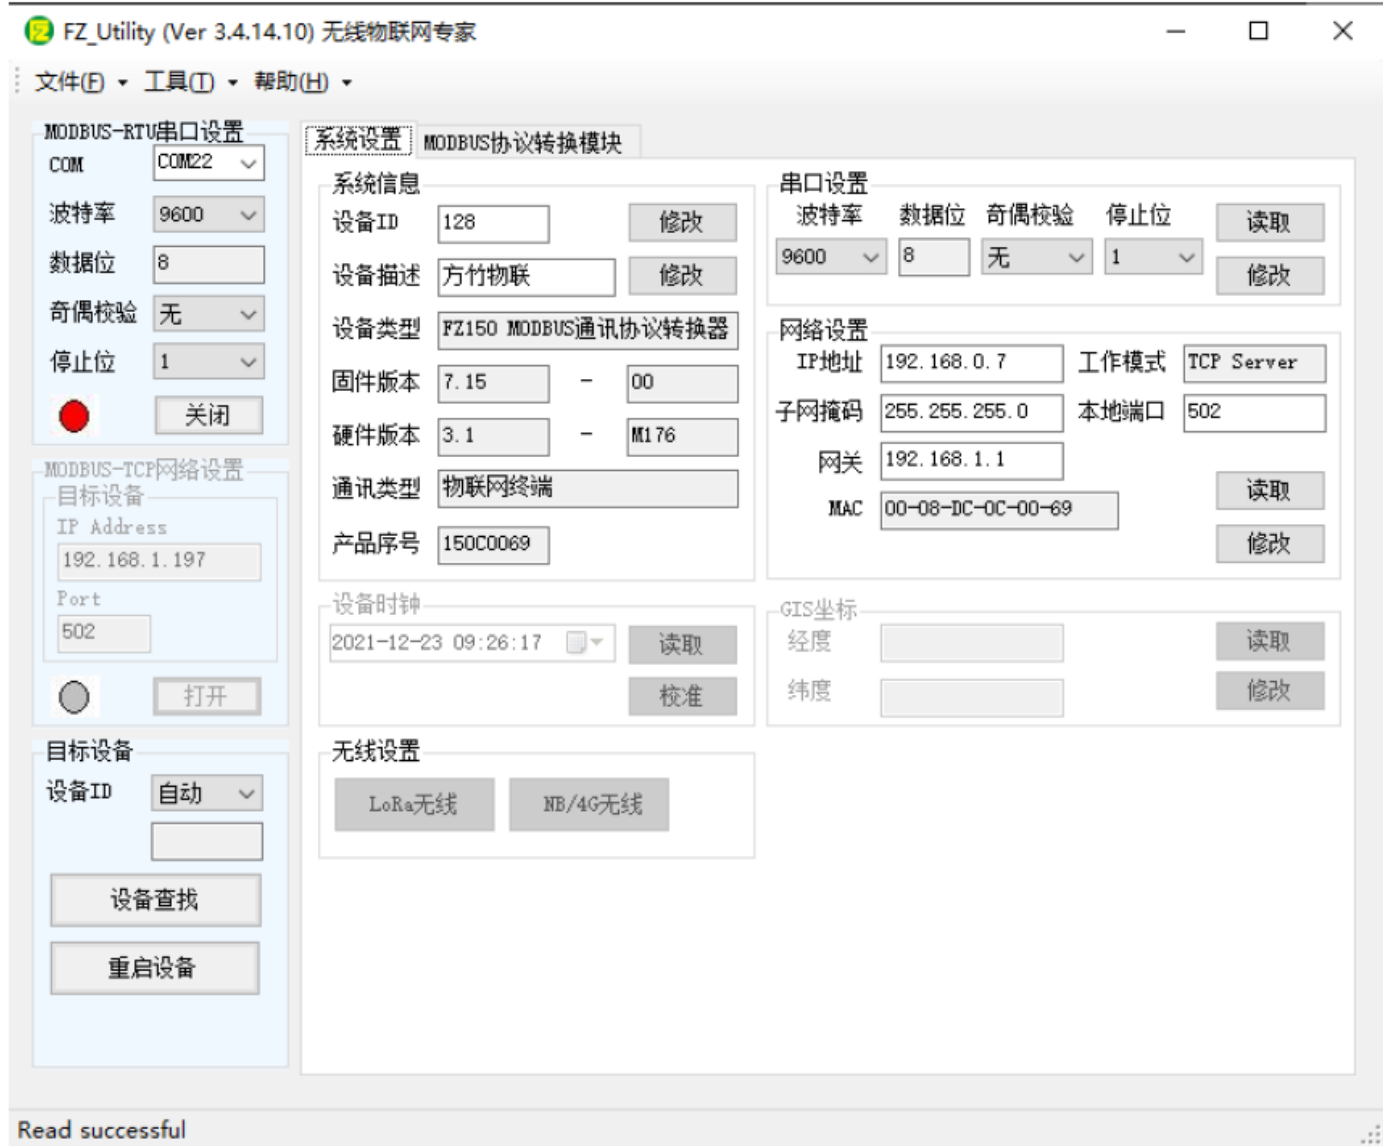 FZ_Utility (Ver 3.4.14.10) 无线物联网专家
文件(F) 工具(T) 帮助(H)
MODBUS-RTU串口设置
COM COM22
波特率 9600
数据位 8
奇偶校验 无
停止位 1
关闭
MODBUS-TCP网络设置
目标设备
IP Address
192.168.1.197
Port
502
打开
目标设备
设备ID 自动
设备查找
重启设备
系统设置 MODBUS协议转换模块
系统信息
设备ID 128 修改
设备描述 方竹物联 修改
设备类型 FZ150 MODBUS通讯协议转换器
固件版本 7.15 - 00
硬件版本 3.1 - M176
通讯类型 物联网终端
产品序号 150C0069
设备时钟
2021-12-23 09:26:17 读取
校准
无线设置
LoRa无线 NB/4G无线
串口设置
波特率 数据位 奇偶校验 停止位 读取
9600 8 无 1 修改
网络设置
IP地址 192.168.0.7 工作模式 TCP Server
子网掩码 255.255.255.0 本地端口 502
网关 192.168.1.1 读取
MAC 00-08-DC-0C-00-69
修改
GIS坐标
经度 读取
纬度 修改
Read successful